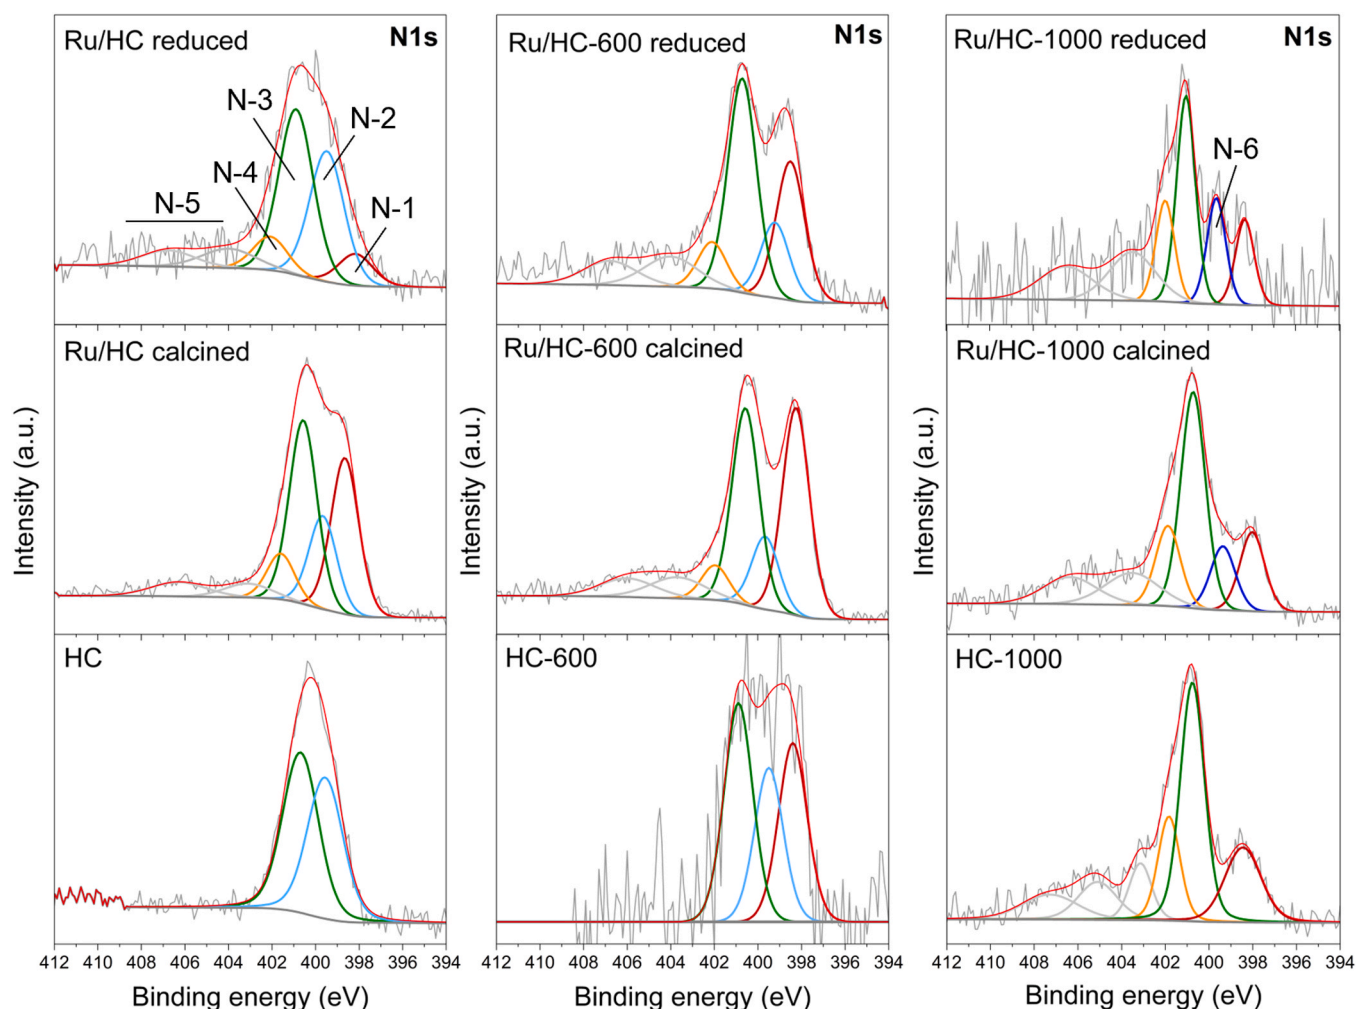 Ru/HC reduced
N1s
N-3
N-2
N-4
N-5
N-1
Ru/HC-600 reduced
N1s
Ru/HC-1000 reduced
N1s
N-6
Ru/HC calcined
Ru/HC-600 calcined
Ru/HC-1000 calcined
Intensity (a.u.)
Intensity (a.u.)
Intensity (a.u.)
HC
HC-600
HC-1000
412 410 408 406 404 402 400 398 396 394
412 410 408 406 404 402 400 398 396 394
412 410 408 406 404 402 400 398 396 394
Binding energy (eV)
Binding energy (eV)
Binding energy (eV)